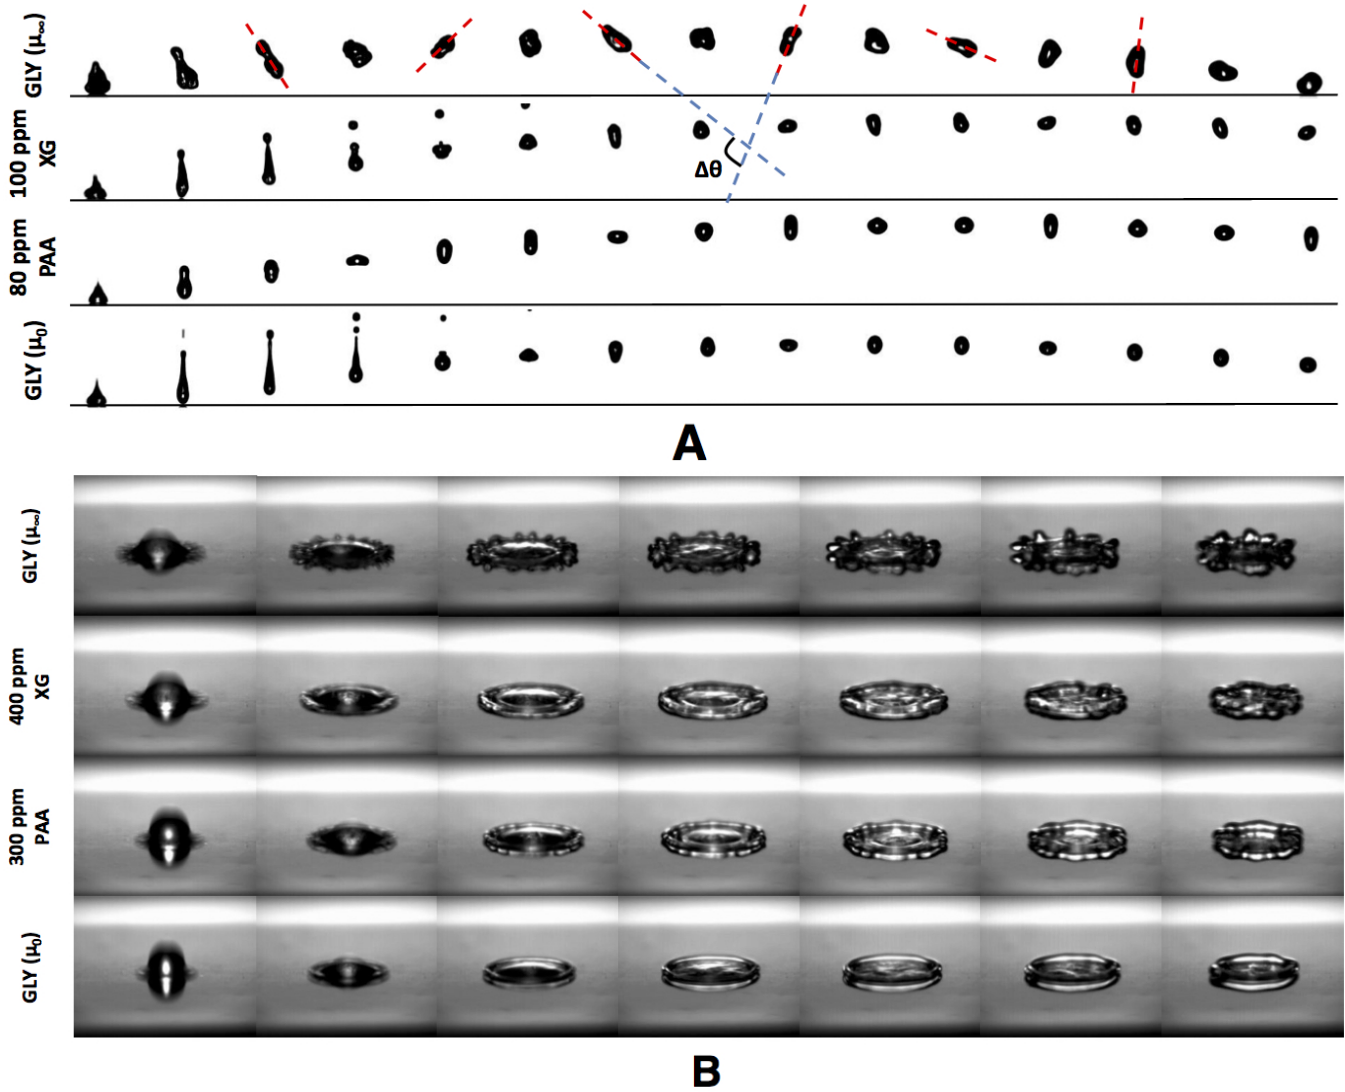 GLY (μ∞)
100 ppm
XG
Δθ
80 ppm
PAA
GLY (μ₀)
A
GLY (μ∞)
400 ppm
XG
300 ppm
PAA
GLY (μ₀)
B